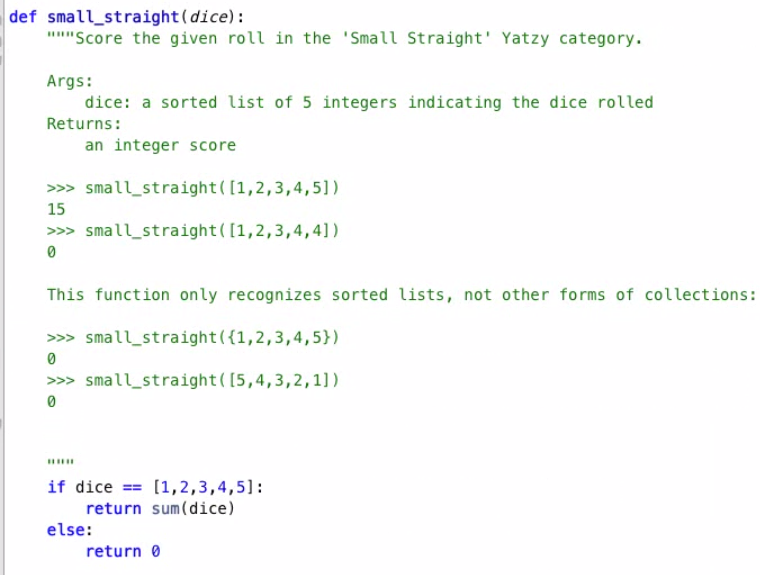 def small_straight(dice):
    """Score the given roll in the 'Small Straight' Yatzy category.

    Args:
        dice: a sorted list of 5 integers indicating the dice rolled
    Returns:
        an integer score

    >>> small_straight([1,2,3,4,5])
    15
    >>> small_straight([1,2,3,4,4])
    0

    This function only recognizes sorted lists, not other forms of collections:

    >>> small_straight({1,2,3,4,5})
    0
    >>> small_straight([5,4,3,2,1])
    0


    """
    if dice == [1,2,3,4,5]:
        return sum(dice)
    else:
        return 0